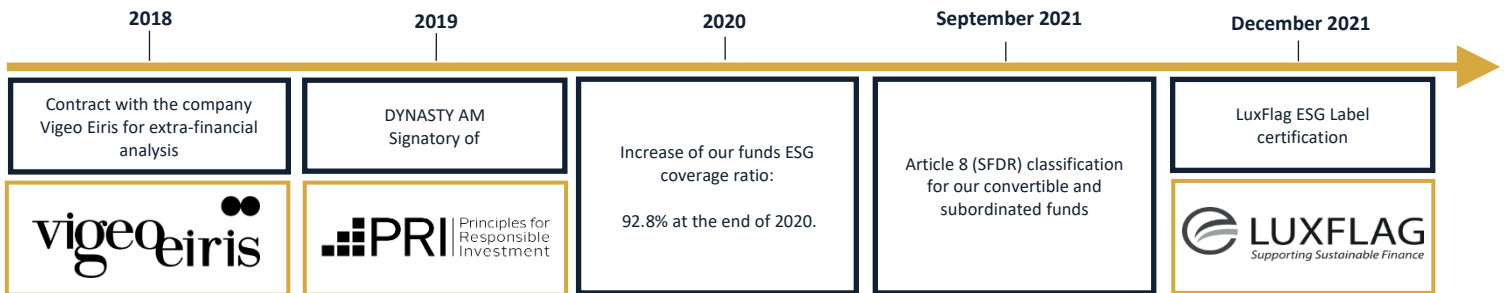 2018
2019
2020
September 2021
December 2021
Contract with the company
Vigeo Eiris for extra-financial
analysis
vigeo eiris
DYNASTY AM
Signatory of
PRI
Principles for
Responsible
Investment
Increase of our funds ESG
coverage ratio:
92.8% at the end of 2020.
Article 8 (SFDR) classification
for our convertible and
subordinated funds
LuxFlag ESG Label
certification
LUXFLAG
Supporting Sustainable Finance